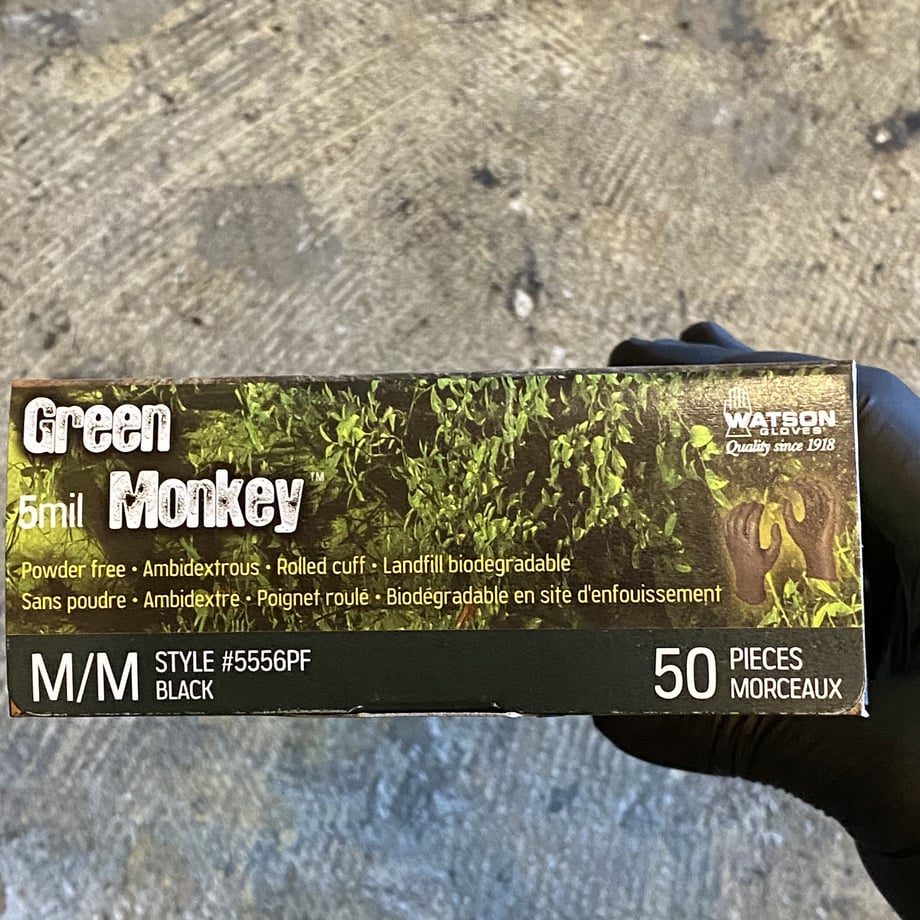 Green
5mil Monkey™
Powder free • Ambidextrous • Rolled cuff • Landfill biodegradable
Sans poudre • Ambidextre • Poignet roulé • Biodégradable en site d'enfouissement
WATSON
GLOVES
Quality since 1918
M/M STYLE #5556PF
BLACK
50 PIECES
MORCEAUX